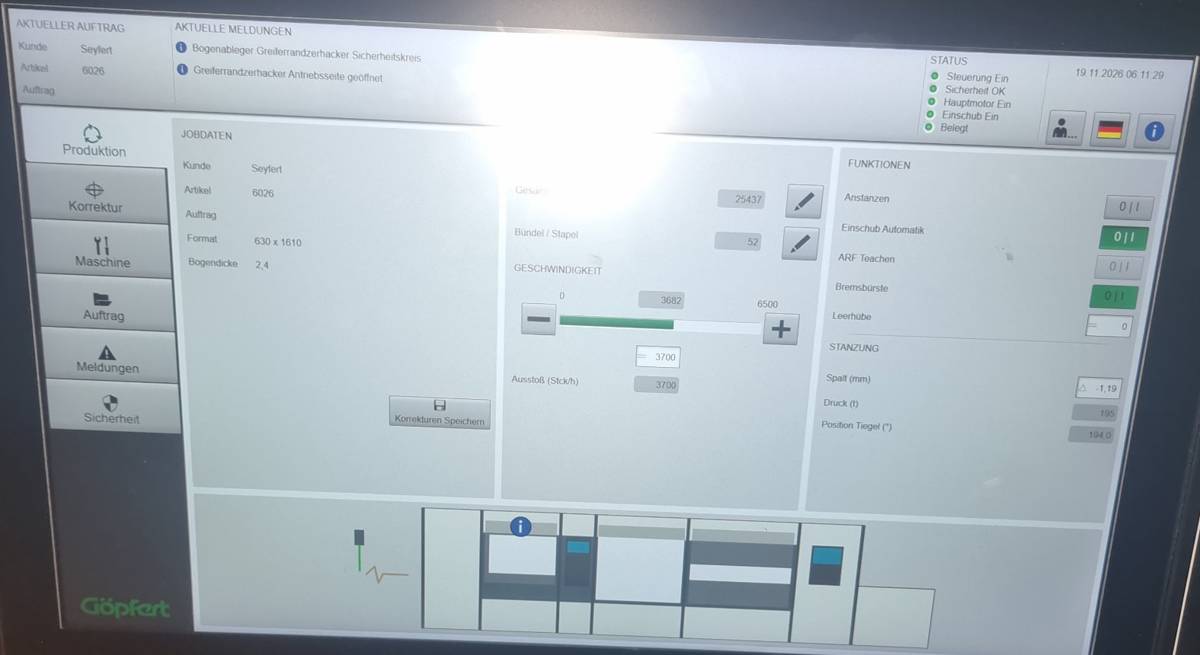 AKTUELLER AUFTRAG
Kunde Seyfert
Artikel 6026
Auftrag
AKTUELLE MELDUNGEN
i Bogenableger Greiferrandzerhacker Sicherheitskreis
i Greiferrandzerhacker Antriebsseite geöffnet
STATUS
Steuerung Ein
Sicherheit OK
Hauptmotor Ein
Einschub Ein
Belegt
19.11.2026 06:11:29
i
Produktion
Korrektur
Maschine
Auftrag
Meldungen
Sicherheit
JOBDATEN
Kunde Seyfert
Artikel 6026
Auftrag
Format 630 x 1610
Bogendicke 2,4
Korrekturen Speichern
25437
Bündel / Stapel 52
GESCHWINDIGKEIT
0 3682 6500
= 3700
Ausstoß (Stck/h) 3700
FUNKTIONEN
Anstanzen 0 | I
Einschub Automatik 0 | I
ARF Teachen 0 | I
Bremsbürste 0 | I
Leerhübe = 0
STANZUNG
Spalt (mm) △ -1,19
Druck (t) 195
Position Tiegel (°) 194,0
i
Göpfert